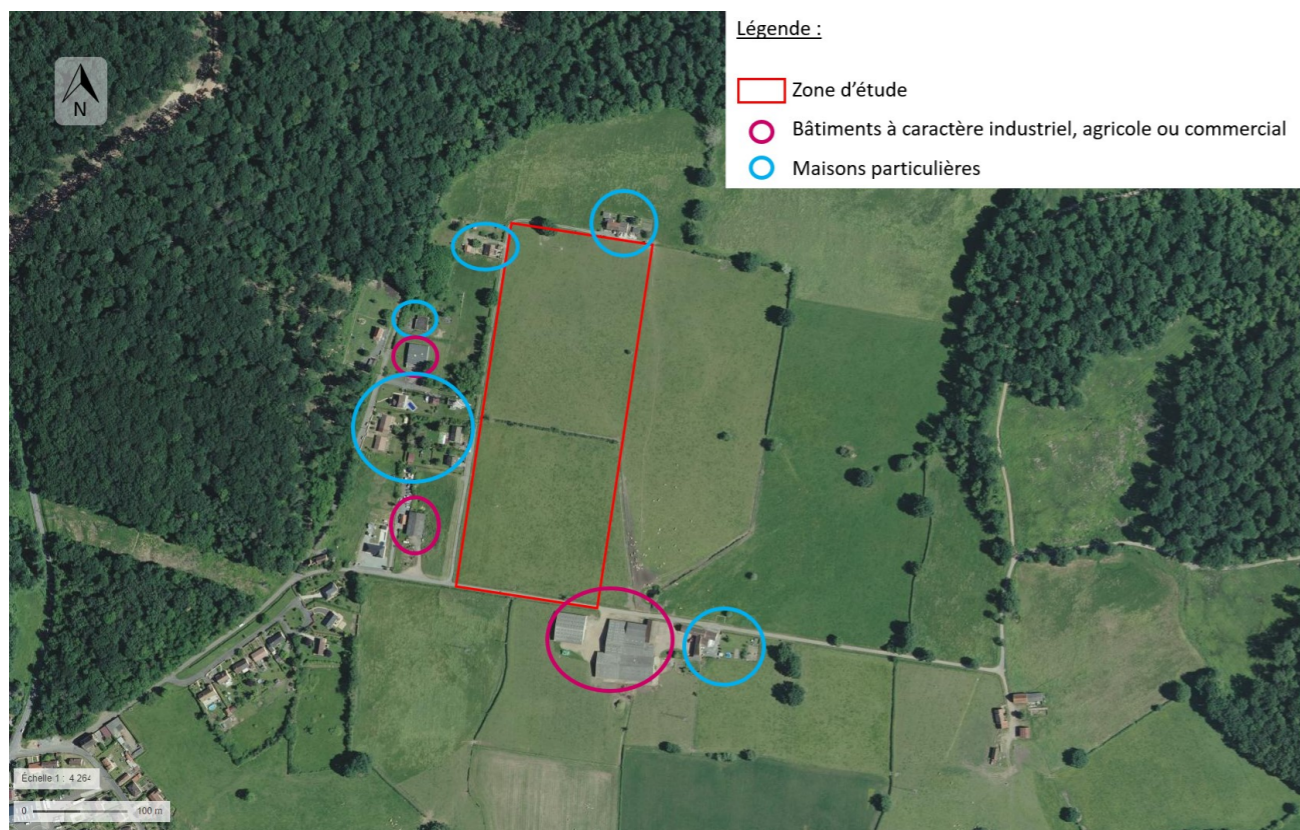 Légende :
N
Zone d’étude
Bâtiments à caractère industriel, agricole ou commercial
Maisons particulières
Échelle 1 : 4 264
0 100 m